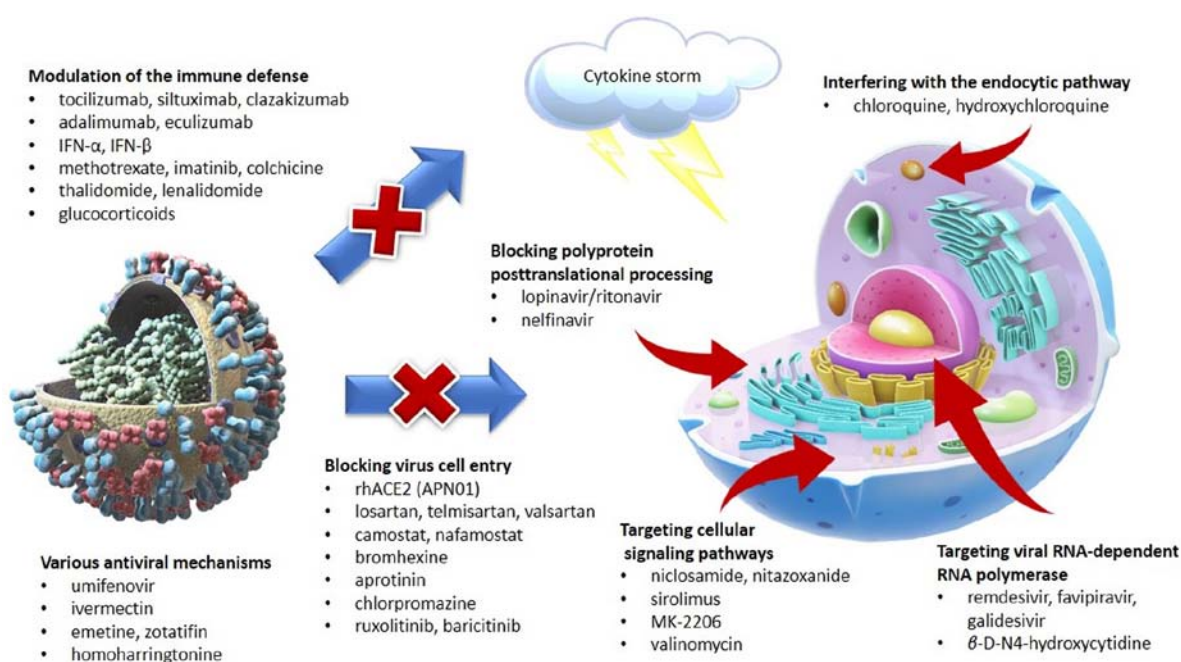 Modulation of the immune defense
• tocilizumab, siltuximab, clazakizumab
• adalimumab, eculizumab
• IFN-α, IFN-β
• methotrexate, imatinib, colchicine
• thalidomide, lenalidomide
• glucocorticoids
Cytokine storm
Interfering with the endocytic pathway
• chloroquine, hydroxychloroquine
Blocking polyprotein
posttranslational processing
• lopinavir/ritonavir
• nelfinavir
Various antiviral mechanisms
• umifenovir
• ivermectin
• emetine, zotatifin
• homoharringtonine
Blocking virus cell entry
• rhACE2 (APN01)
• losartan, telmisartan, valsartan
• camostat, nafamostat
• bromhexine
• aprotinin
• chlorpromazine
• ruxolitinib, baricitinib
Targeting cellular
signaling pathways
• niclosamide, nitazoxanide
• sirolimus
• MK-2206
• valinomycin
Targeting viral RNA-dependent
RNA polymerase
• remdesivir, favipiravir,
galidesivir
• β-D-N4-hydroxycytidine